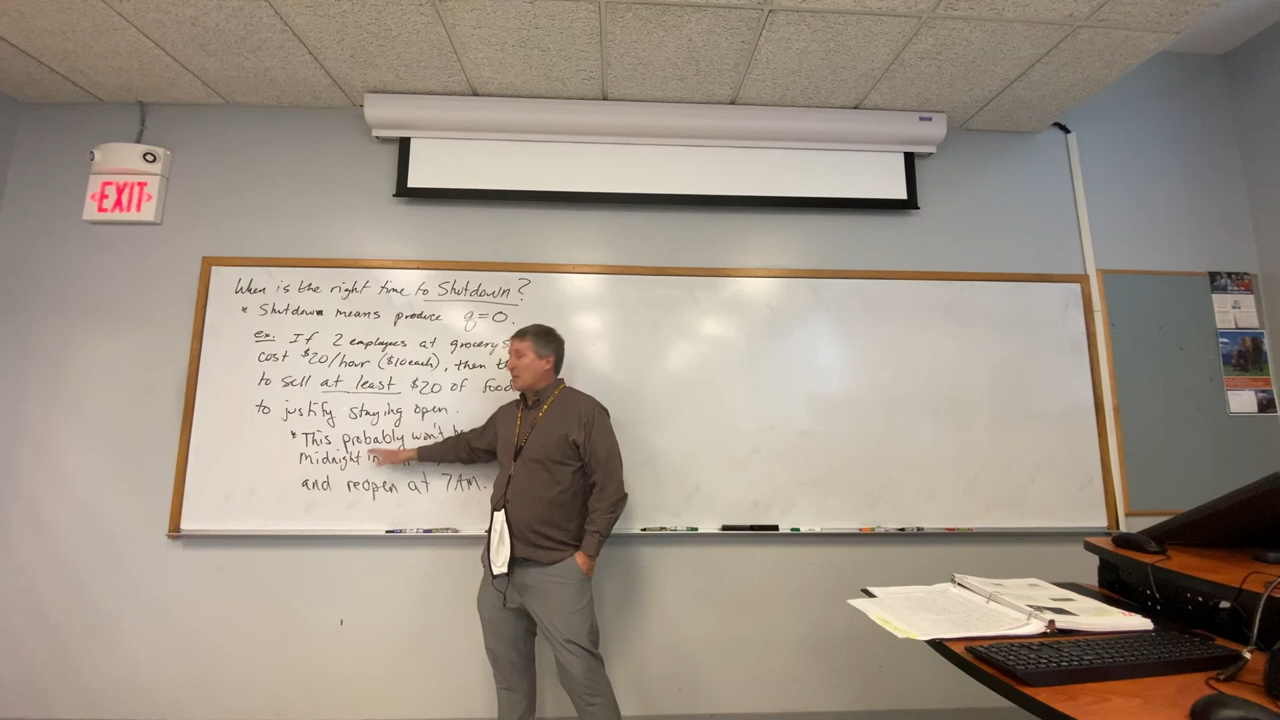 EXIT
When is the right time to Shutdown?
* Shutdown means produce q=0.
ex. If 2 employees at grocery
cost $20/hour ($10 each), then
to sell at least $20 of food
to justify staying open.
* This probably won't
midnight in
and reopen at 7AM.